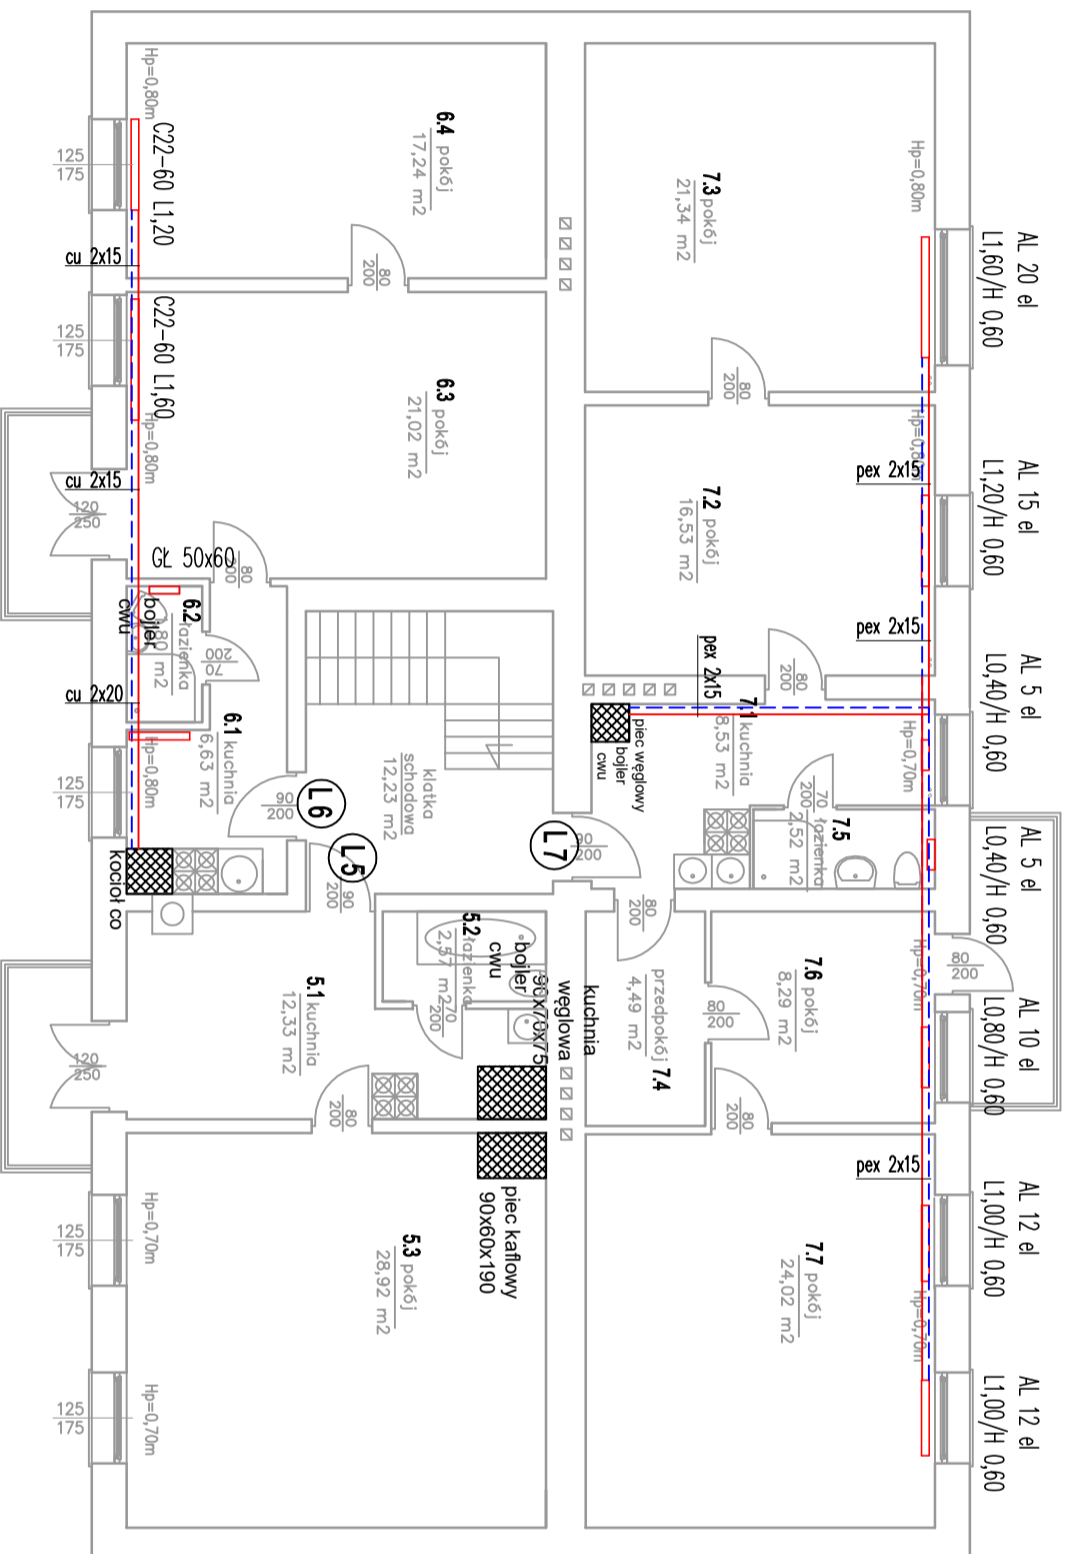 AL 20 el
L1,60/H 0,60
AL 15 el
L1,20/H 0,60
AL 5 el
L0,40/H 0,60
AL 5 el
L0,40/H 0,60
AL 10 el
L0,80/H 0,60
AL 12 el
L1,00/H 0,60
AL 12 el
L1,00/H 0,60
Hp=0,80m
pex 2x15
pex 2x15
Hp=0,70m
80
200
Hp=0,70m
pex 2x15
Hp=0,70m
7.3 pokój
21,34 m2
80
200
7.2 pokój
16,53 m2
80
200
pex 2x15
7.1 kuchnia
8,53 m2
piec węglowy
bojler
cwu
70
200
7.5
łazienka
2,52 m2
90
200
L7
80
200
7.6 pokój
8,29 m2
80
200
przedpokój 7.4
4,49 m2
80
200
7.7 pokój
24,02 m2
6.4 pokój
17,24 m2
80
200
6.3 pokój
21,02 m2
80
200
klatka
schodowa
12,23 m2
90
200
L6
L5
90
200
kuchnia
węglowa
90x70x75
bojler
cwu
5.2 łazienka
2,57 m2
70
200
5.1 kuchnia
12,33 m2
80
200
piec kaflowy
90x60x190
5.3 pokój
28,92 m2
Hp=0,80m
C22-60 L1,20
125
175
cu 2x15
C22-60 L1,60
125
175
Hp=0,80m
cu 2x15
120
250
GŁ 50x60
6.2
łazienka
m2
bojler
cwu
70
200
cu 2x20
6.1 kuchnia
6,63 m2
Hp=0,80m
125
175
kocioł co
120
250
Hp=0,70m
125
175
Hp=0,70m
125
175